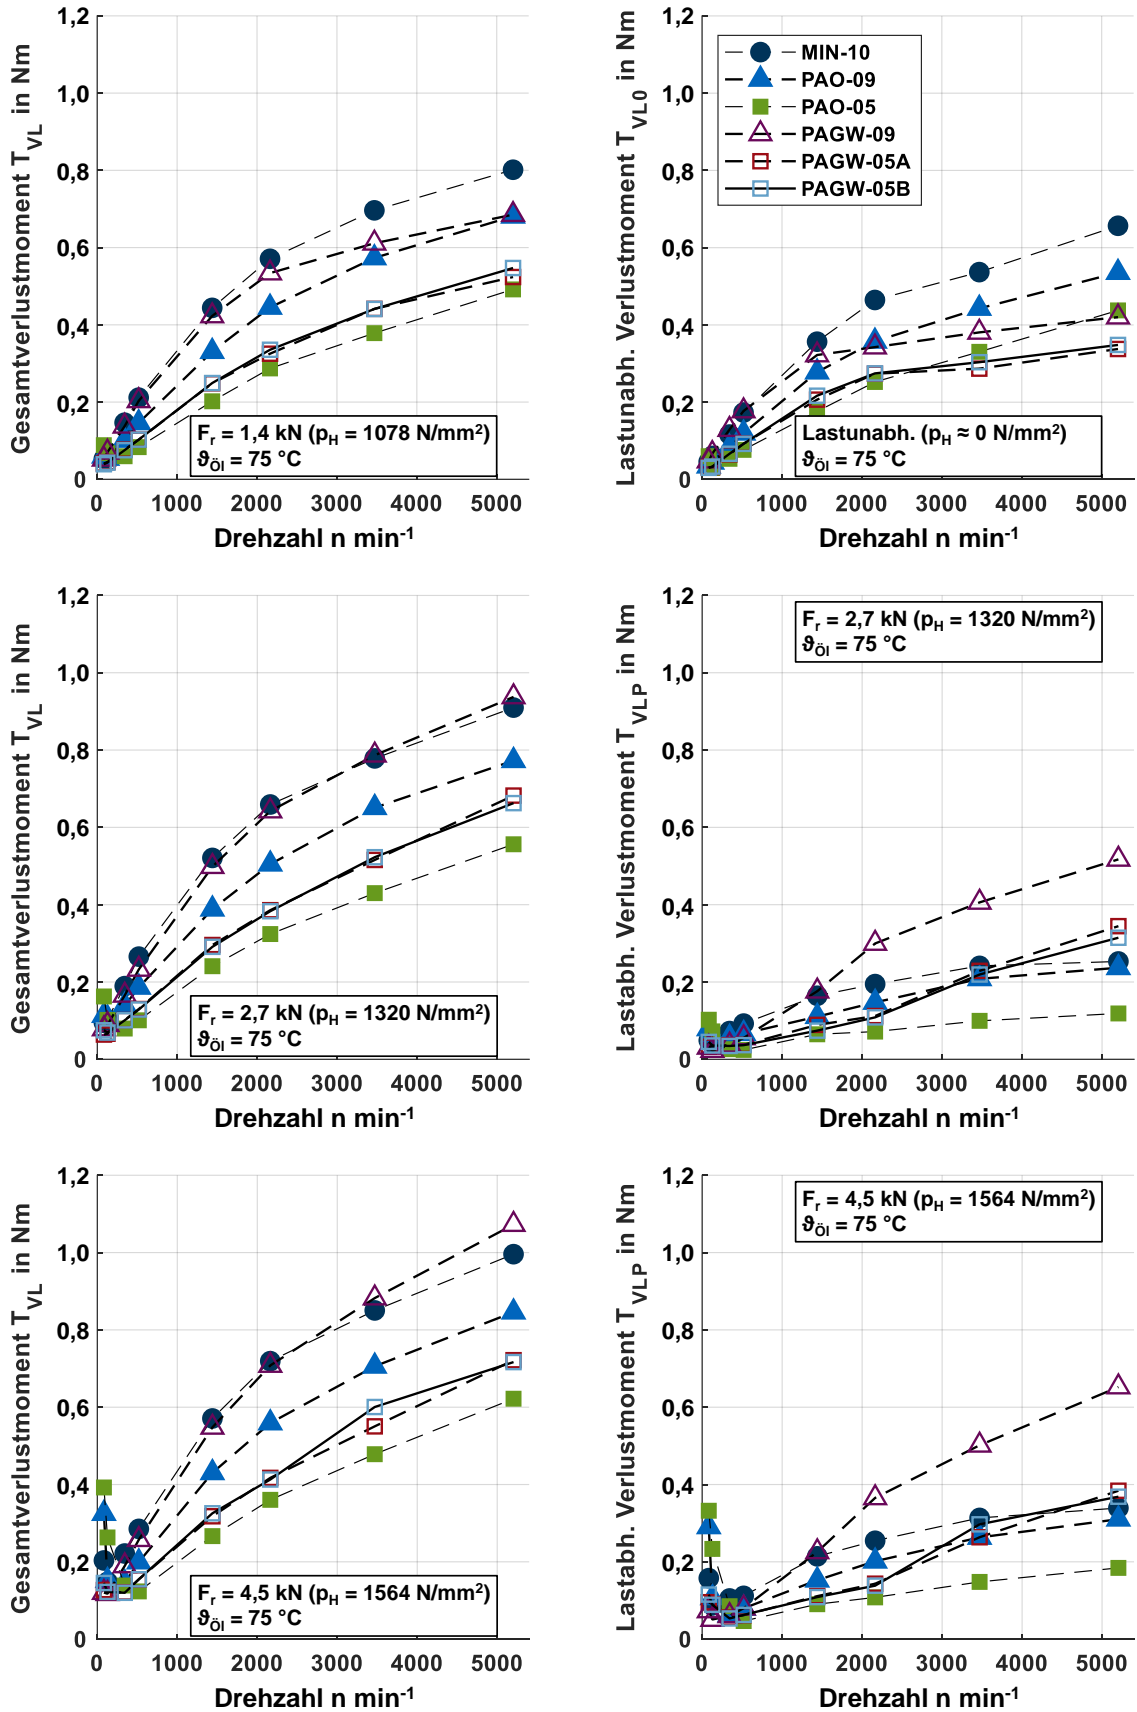 Gesamtverlustmoment T_VL in Nm
1,2
1,0
0,8
0,6
0,4
0,2
0
F_r = 1,4 kN (p_H = 1078 N/mm²)
ϑ_Öl = 75 °C
0 1000 2000 3000 4000 5000
Drehzahl n min⁻¹
Lastunabh. Verlustmoment T_VL0 in Nm
1,2
1,0
0,8
0,6
0,4
0,2
0
MIN-10
PAO-09
PAO-05
PAGW-09
PAGW-05A
PAGW-05B
Lastunabh. (p_H ≈ 0 N/mm²)
ϑ_Öl = 75 °C
0 1000 2000 3000 4000 5000
Drehzahl n min⁻¹
Gesamtverlustmoment T_VL in Nm
1,2
1,0
0,8
0,6
0,4
0,2
0
F_r = 2,7 kN (p_H = 1320 N/mm²)
ϑ_Öl = 75 °C
0 1000 2000 3000 4000 5000
Drehzahl n min⁻¹
Lastabh. Verlustmoment T_VLP in Nm
1,2
1,0
0,8
0,6
0,4
0,2
0
F_r = 2,7 kN (p_H = 1320 N/mm²)
ϑ_Öl = 75 °C
0 1000 2000 3000 4000 5000
Drehzahl n min⁻¹
Gesamtverlustmoment T_VL in Nm
1,2
1,0
0,8
0,6
0,4
0,2
0
F_r = 4,5 kN (p_H = 1564 N/mm²)
ϑ_Öl = 75 °C
0 1000 2000 3000 4000 5000
Drehzahl n min⁻¹
Lastabh. Verlustmoment T_VLP in Nm
1,2
1,0
0,8
0,6
0,4
0,2
0
F_r = 4,5 kN (p_H = 1564 N/mm²)
ϑ_Öl = 75 °C
0 1000 2000 3000 4000 5000
Drehzahl n min⁻¹